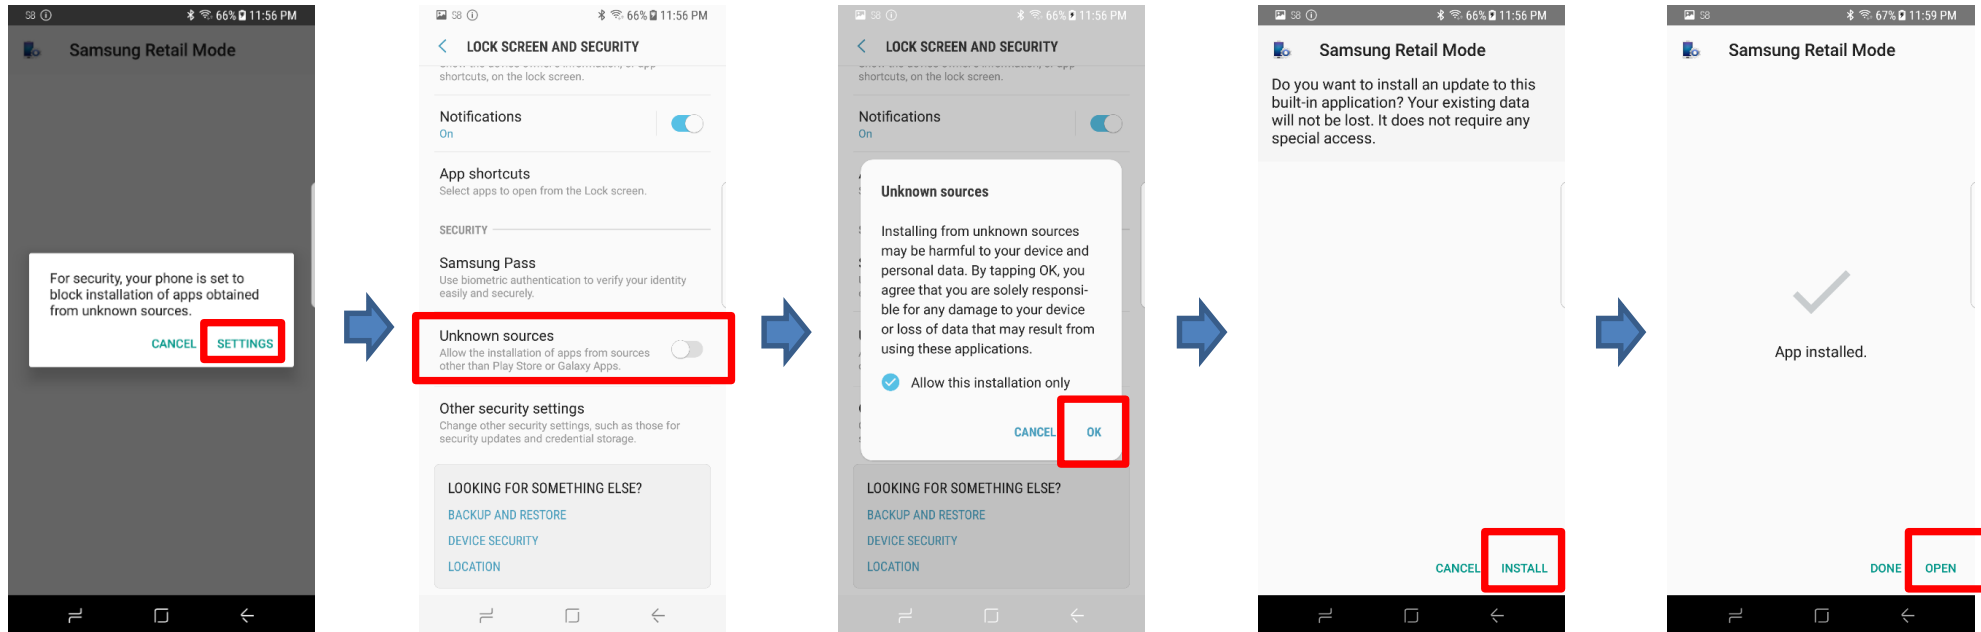 S8 66% 11:56 PM
Samsung Retail Mode
For security, your phone is set to
block installation of apps obtained
from unknown sources.
CANCEL SETTINGS
S8 66% 11:56 PM
LOCK SCREEN AND SECURITY
shortcuts, on the lock screen.
Notifications
On
App shortcuts
Select apps to open from the Lock screen.
SECURITY
Samsung Pass
Use biometric authentication to verify your identity
easily and securely.
Unknown sources
Allow the installation of apps from sources
other than Play Store or Galaxy Apps.
Other security settings
Change other security settings, such as those for
security updates and credential storage.
LOOKING FOR SOMETHING ELSE?
BACKUP AND RESTORE
DEVICE SECURITY
LOCATION
S8 66% 11:56 PM
LOCK SCREEN AND SECURITY
shortcuts, on the lock screen.
Notifications
On
Unknown sources
Installing from unknown sources
may be harmful to your device and
personal data. By tapping OK, you
agree that you are solely responsi-
ble for any damage to your device
or loss of data that may result from
using these applications.
Allow this installation only
CANCEL OK
LOOKING FOR SOMETHING ELSE?
BACKUP AND RESTORE
DEVICE SECURITY
LOCATION
S8 66% 11:56 PM
Samsung Retail Mode
Do you want to install an update to this
built-in application? Your existing data
will not be lost. It does not require any
special access.
CANCEL INSTALL
S8 67% 11:59 PM
Samsung Retail Mode
App installed.
DONE OPEN